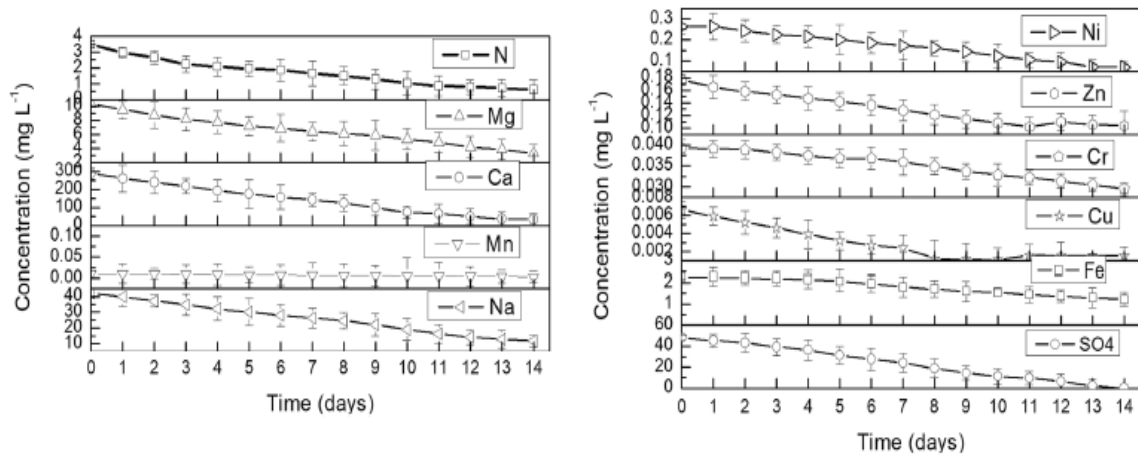 Concentration (mg L⁻¹)
4
3
2
1
0
N
10
8
6
4
2
Mg
300
200
100
0
Ca
0.10
0.05
0.00
Mn
40
30
20
10
Na
0 1 2 3 4 5 6 7 8 9 10 11 12 13 14
Time (days)
Concentration (mg L⁻¹)
0.3
0.2
0.1
Ni
0.18
0.16
0.14
0.12
0.10
Zn
0.040
0.035
0.030
Cr
0.006
0.004
0.002
Cu
3
2
1
Fe
60
40
20
0
SO4
0 1 2 3 4 5 6 7 8 9 10 11 12 13 14
Time (days)